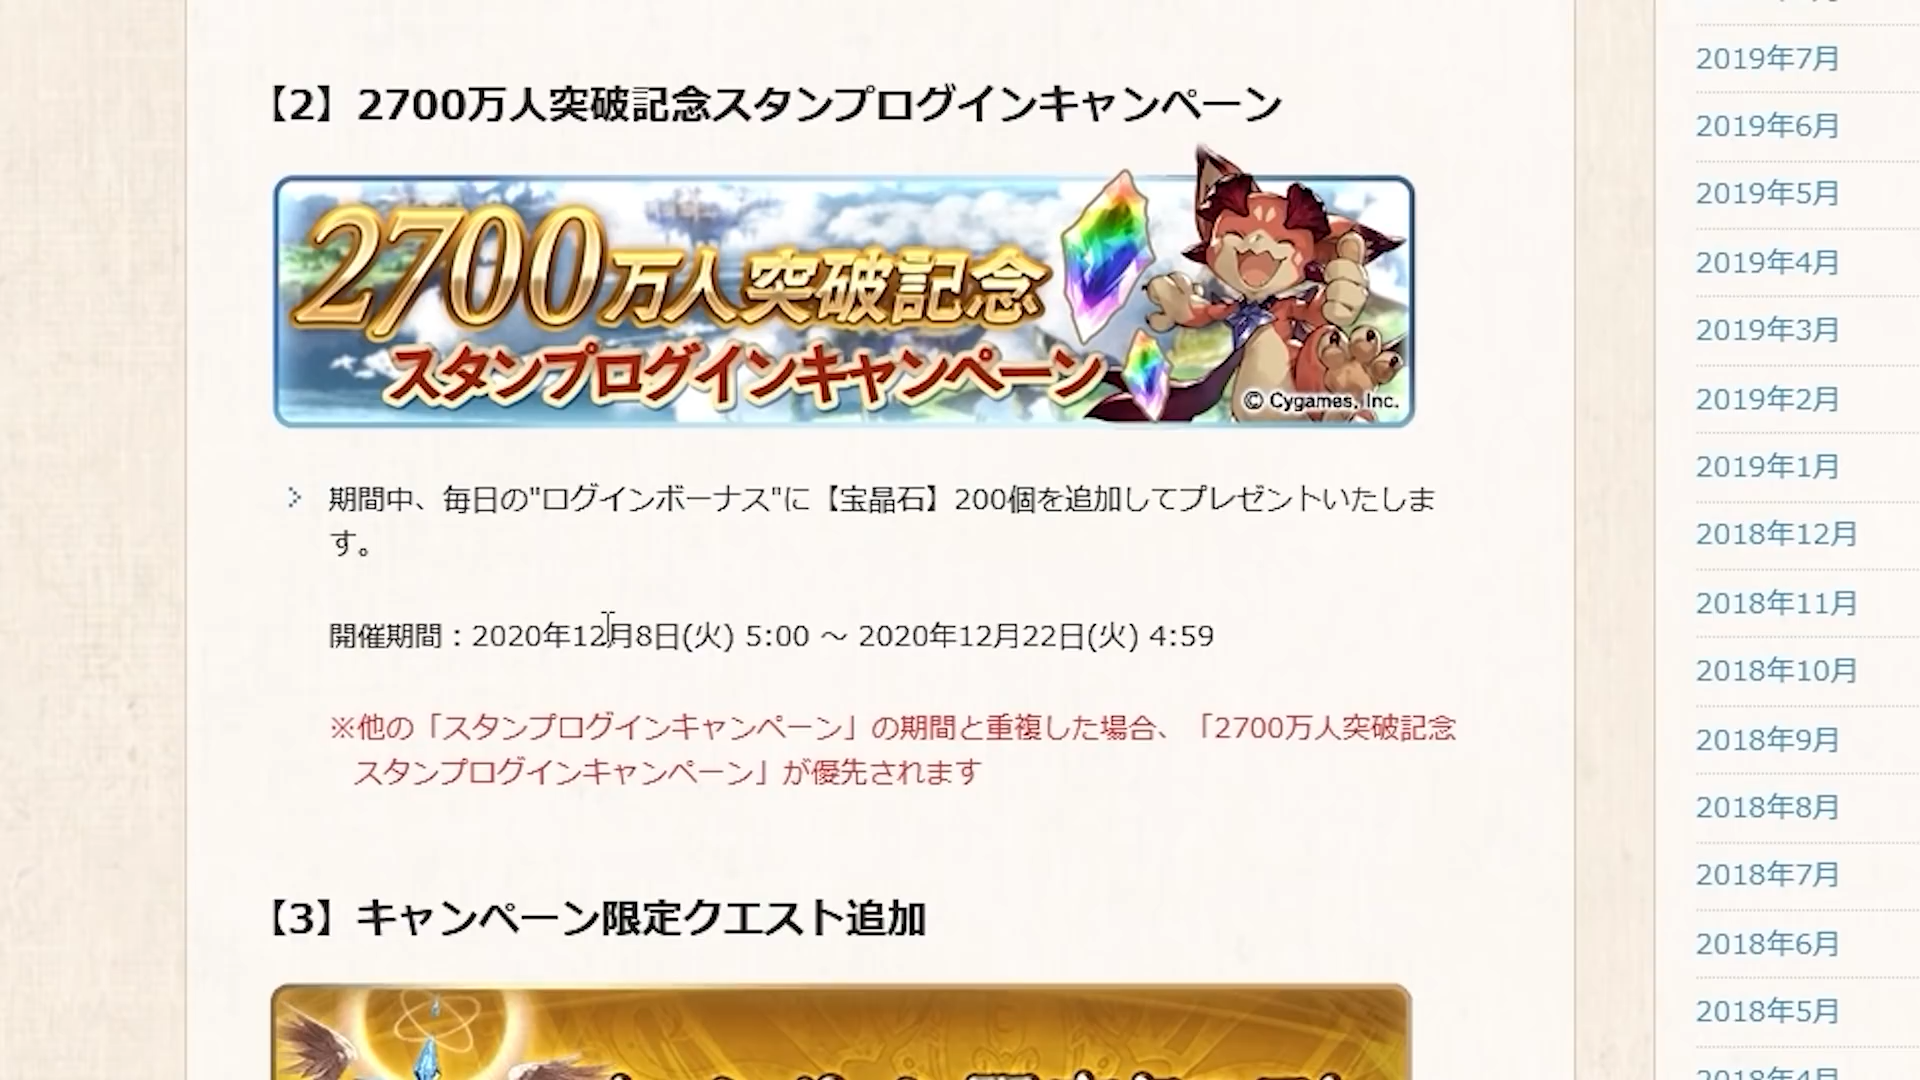 【2】2700万人突破記念スタンプログインキャンペーン
2700万人突破記念
スタンプログインキャンペーン
© Cygames, Inc.
期間中、毎日の"ログインボーナス"に【宝晶石】200個を追加してプレゼントいたしま
す。
開催期間：2020年12月8日(火) 5:00 ～ 2020年12月22日(火) 4:59
※他の「スタンプログインキャンペーン」の期間と重複した場合、「2700万人突破記念
スタンプログインキャンペーン」が優先されます
【3】キャンペーン限定クエスト追加
2019年7月
2019年6月
2019年5月
2019年4月
2019年3月
2019年2月
2019年1月
2018年12月
2018年11月
2018年10月
2018年9月
2018年8月
2018年7月
2018年6月
2018年5月
2018年4月